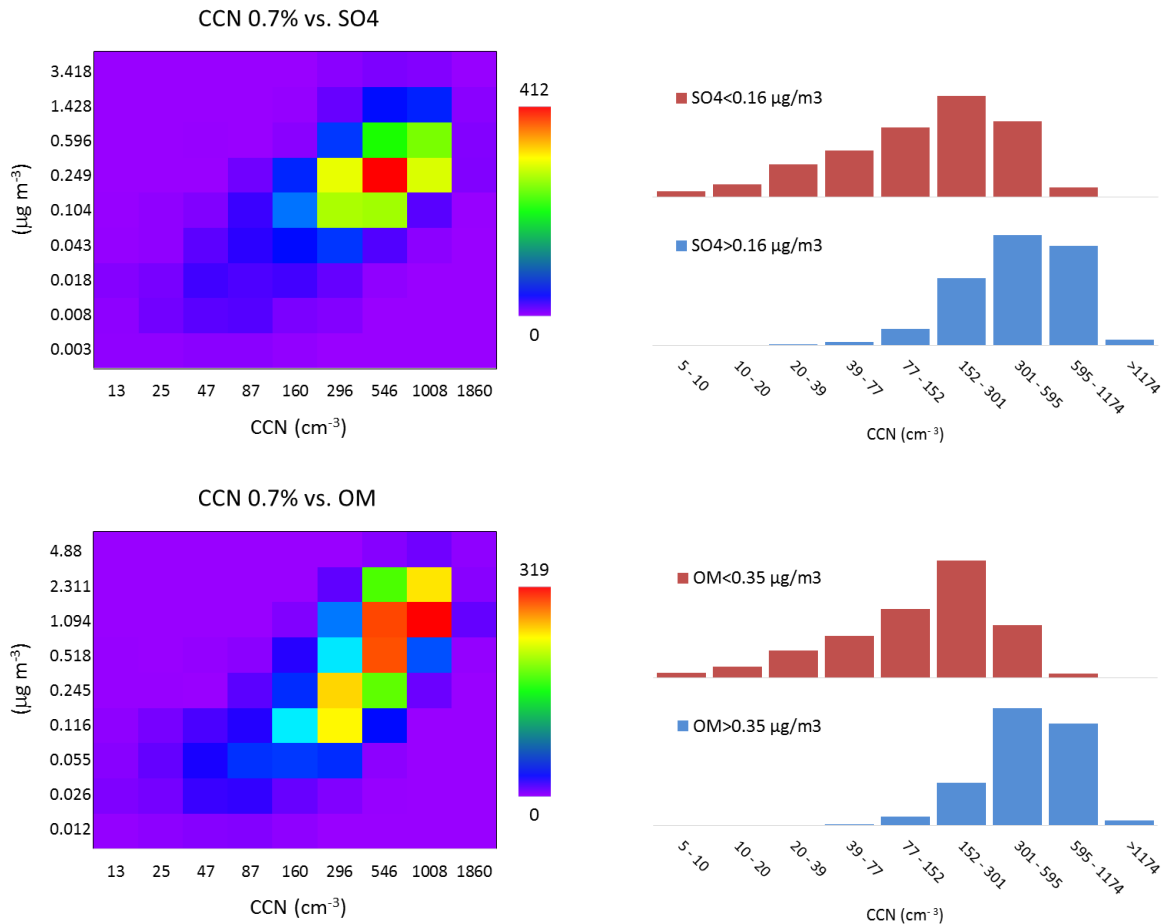 CCN 0.7% vs. SO4
3.418
1.428
0.596
0.249
0.104
0.043
0.018
0.008
0.003
(µg m⁻³)
13 25 47 87 160 296 546 1008 1860
CCN (cm⁻³)
412
0
SO4<0.16 µg/m3
SO4>0.16 µg/m3
5 - 10
10 - 20
20 - 39
39 - 77
77 - 152
152 - 301
301 - 595
595 - 1174
>1174
CCN (cm⁻³)
CCN 0.7% vs. OM
4.88
2.311
1.094
0.518
0.245
0.116
0.055
0.026
0.012
(µg m⁻³)
13 25 47 87 160 296 546 1008 1860
CCN (cm⁻³)
319
0
OM<0.35 µg/m3
OM>0.35 µg/m3
5 - 10
10 - 20
20 - 39
39 - 77
77 - 152
152 - 301
301 - 595
595 - 1174
>1174
CCN (cm⁻³)